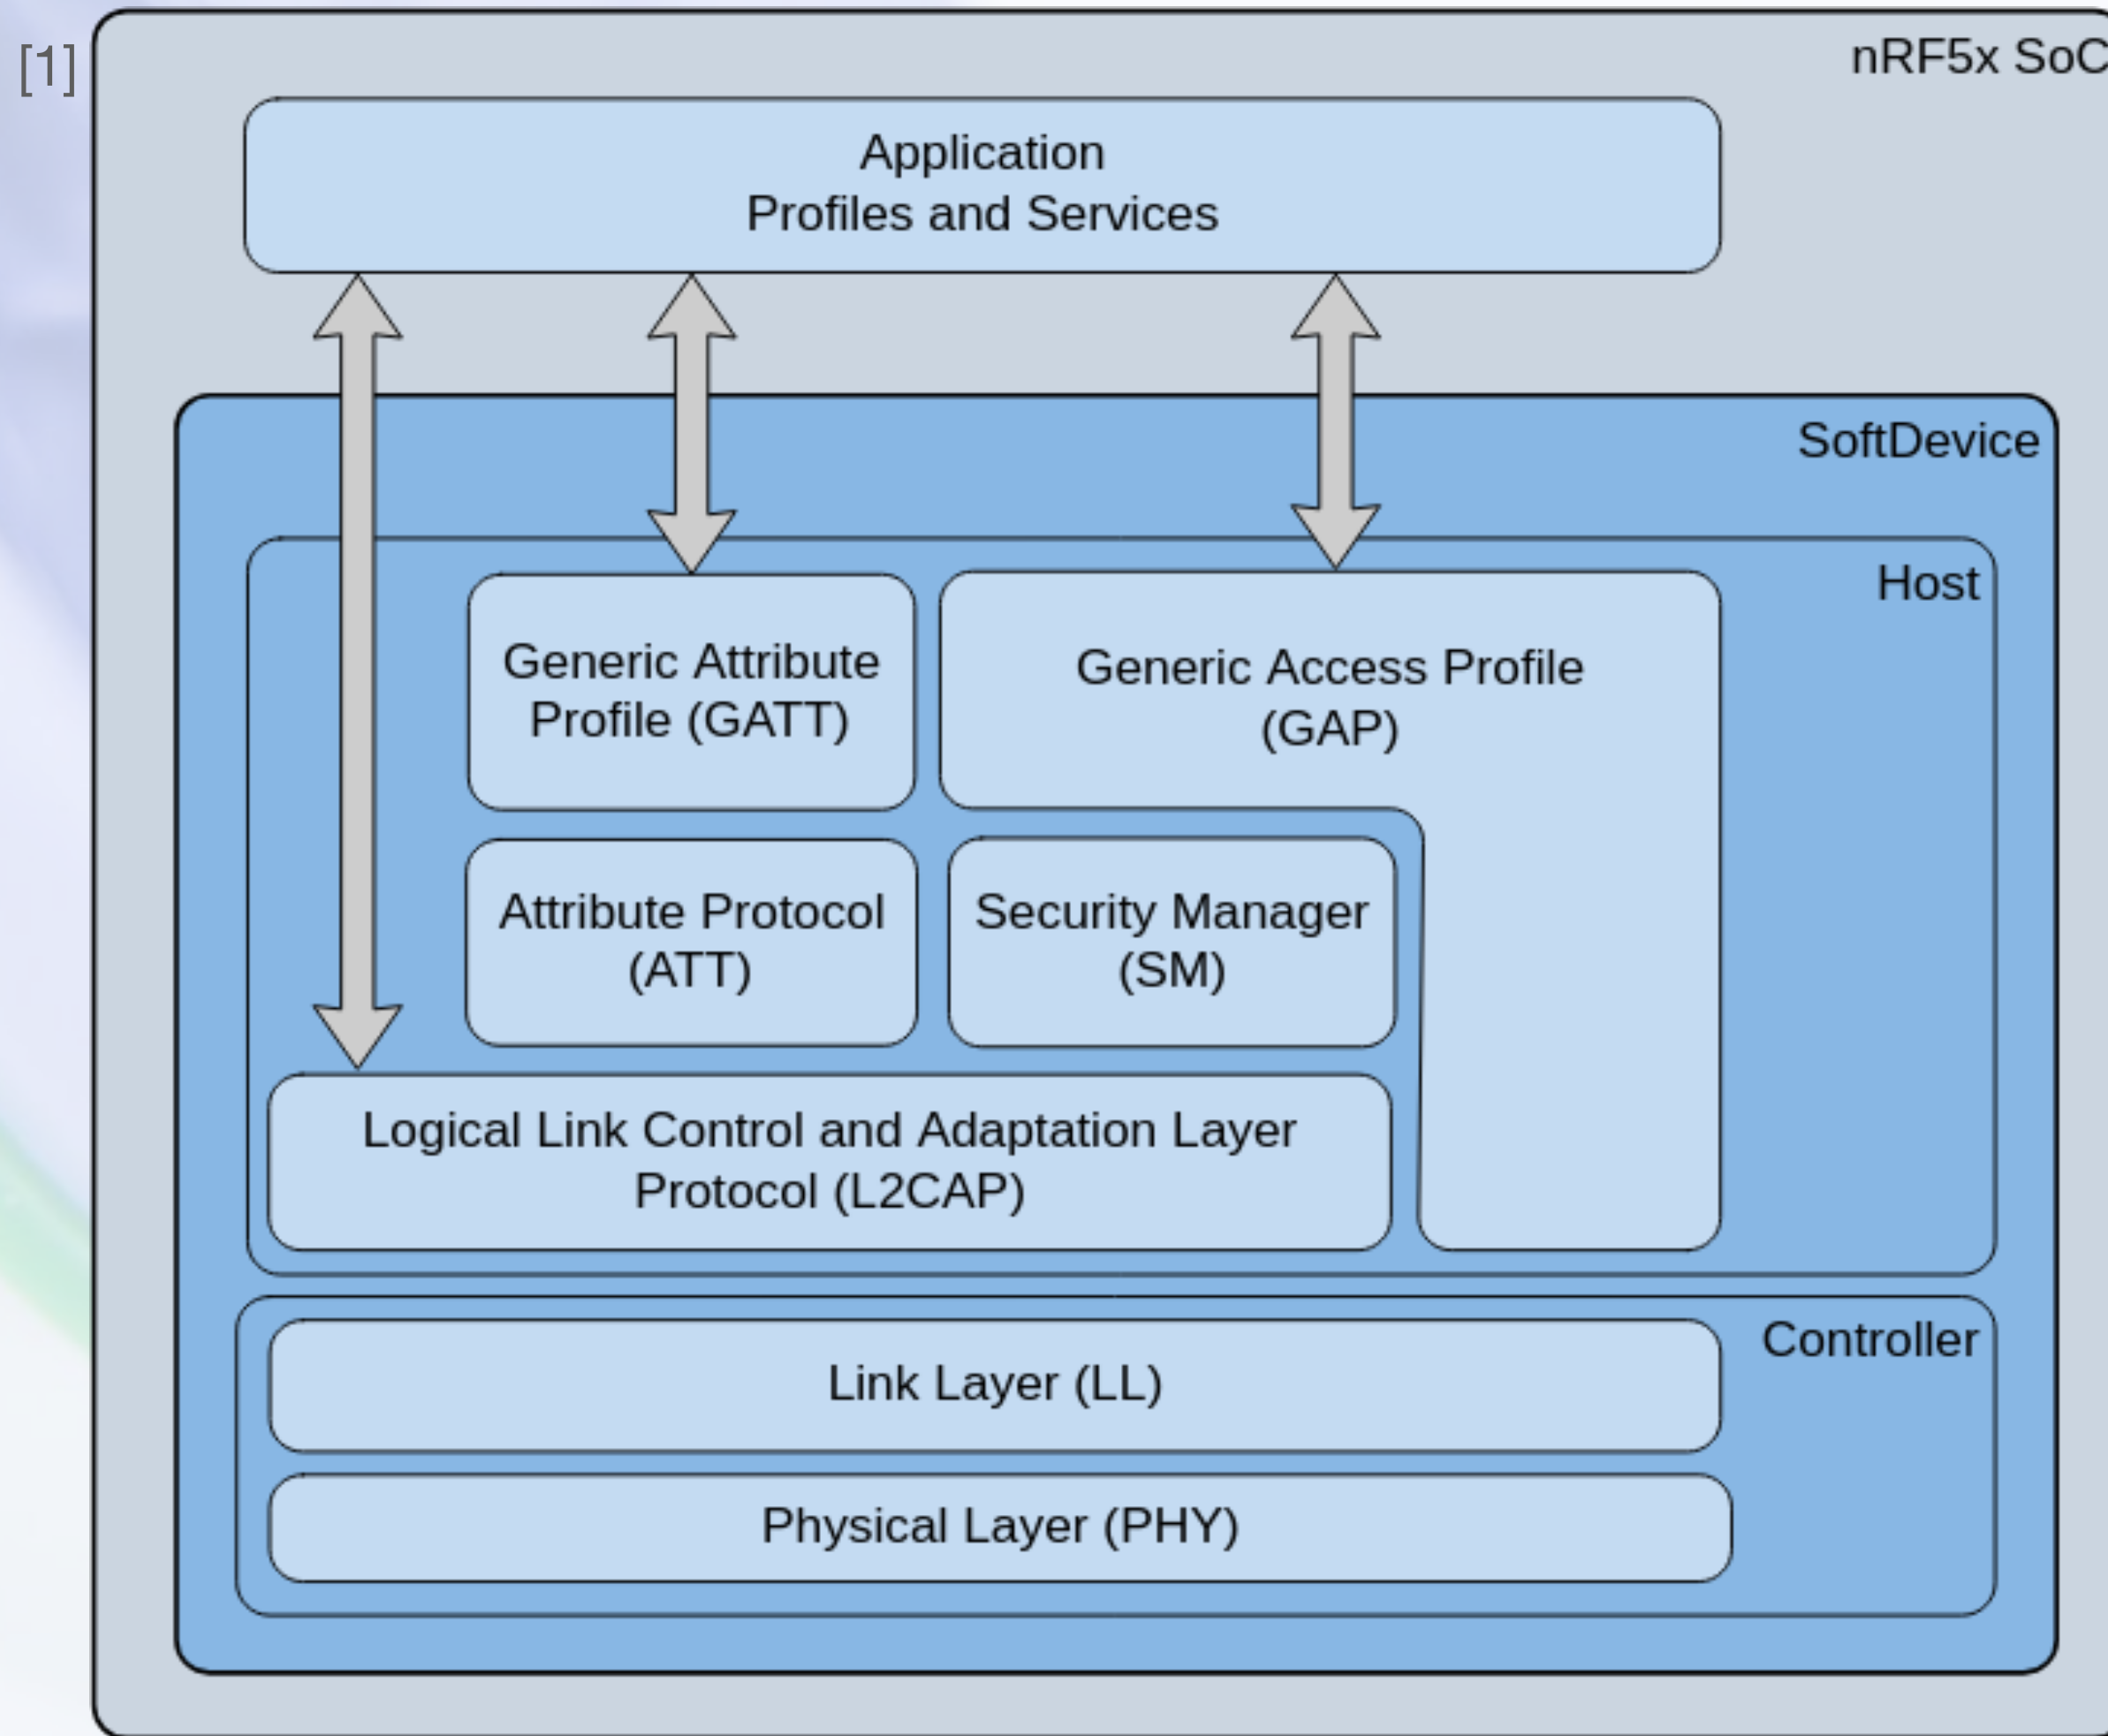 [1]
nRF5x SoC
Application
Profiles and Services
SoftDevice
Host
Generic Attribute
Profile (GATT)
Generic Access Profile
(GAP)
Attribute Protocol
(ATT)
Security Manager
(SM)
Logical Link Control and Adaptation Layer
Protocol (L2CAP)
Controller
Link Layer (LL)
Physical Layer (PHY)